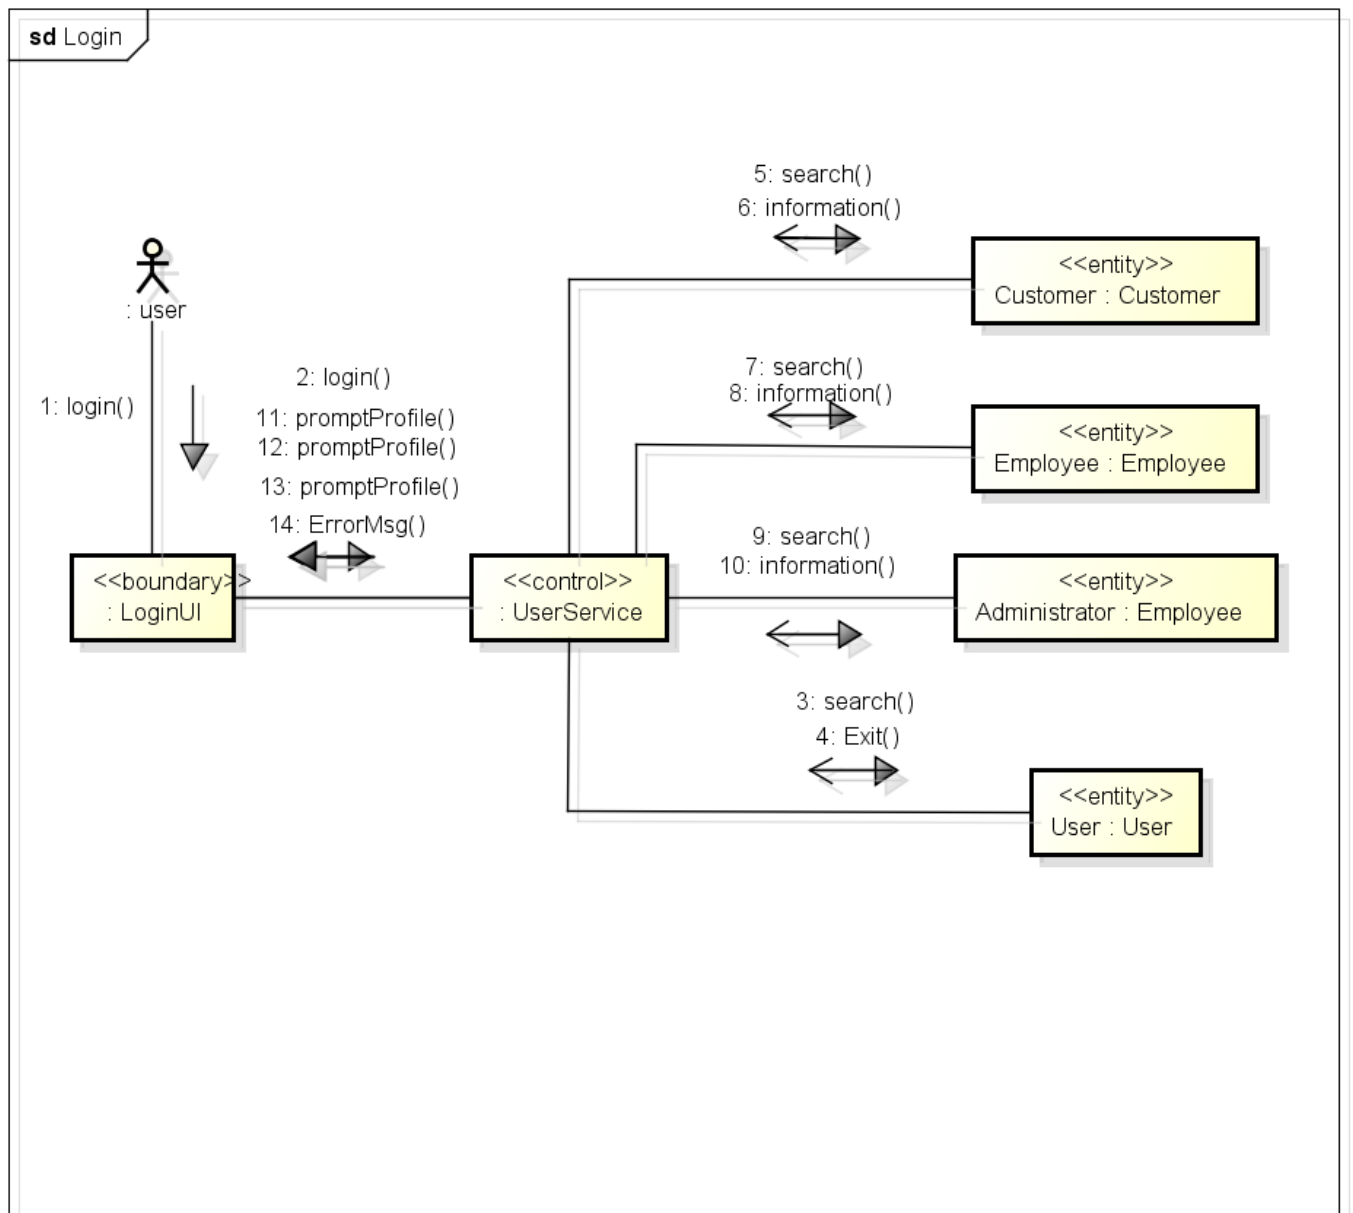 sd Login
5: search()
6: information()
<<entity>>
Customer : Customer
: user
1: login()
2: login()
11: promptProfile()
12: promptProfile()
13: promptProfile()
14: ErrorMsg()
7: search()
8: information()
<<entity>>
Employee : Employee
<<boundary>>
: LoginUI
<<control>>
: UserService
9: search()
10: information()
<<entity>>
Administrator : Employee
3: search()
4: Exit()
<<entity>>
User : User